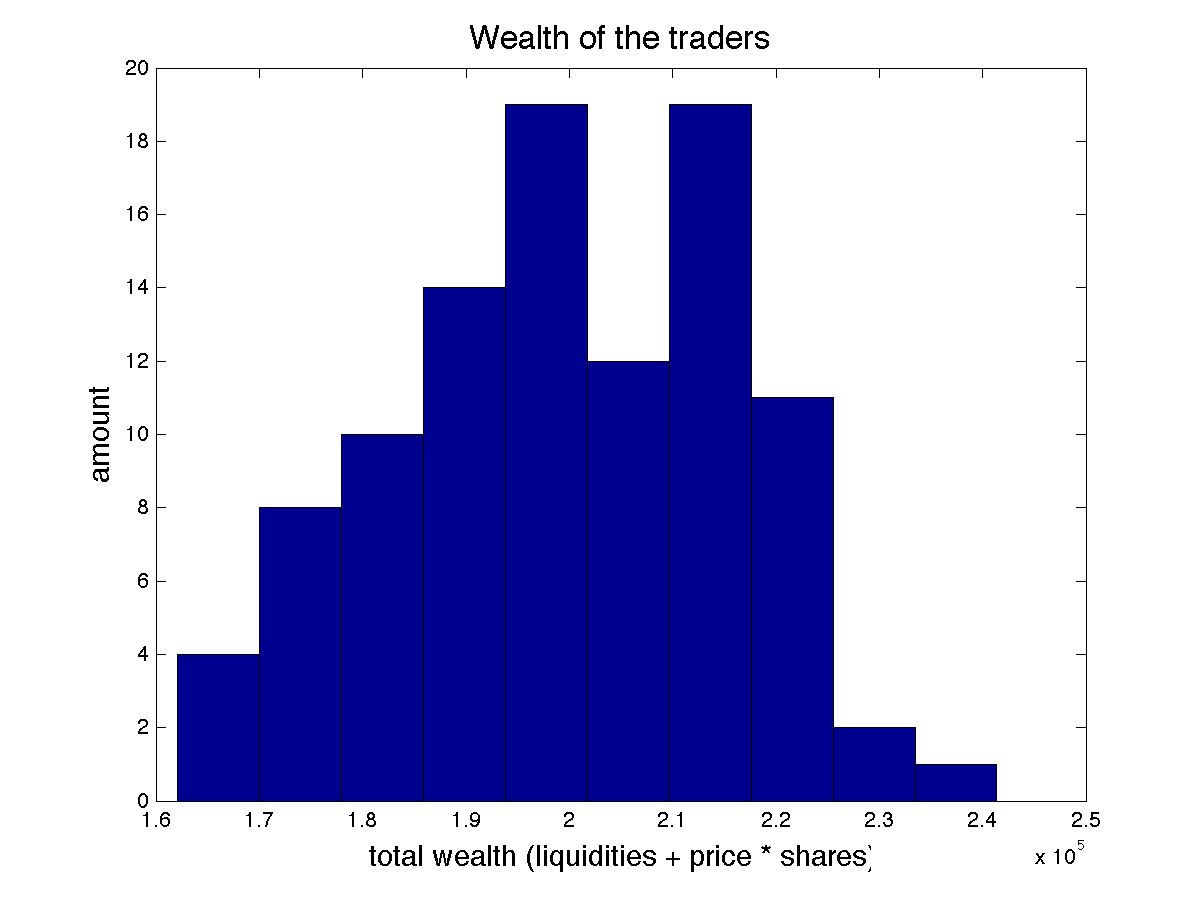 Wealth of the traders
20
18
16
14
12
10
8
6
4
2
0
amount
1.6 1.7 1.8 1.9 2 2.1 2.2 2.3 2.4 2.5
total wealth (liquidities + price * shares)
x 10⁵